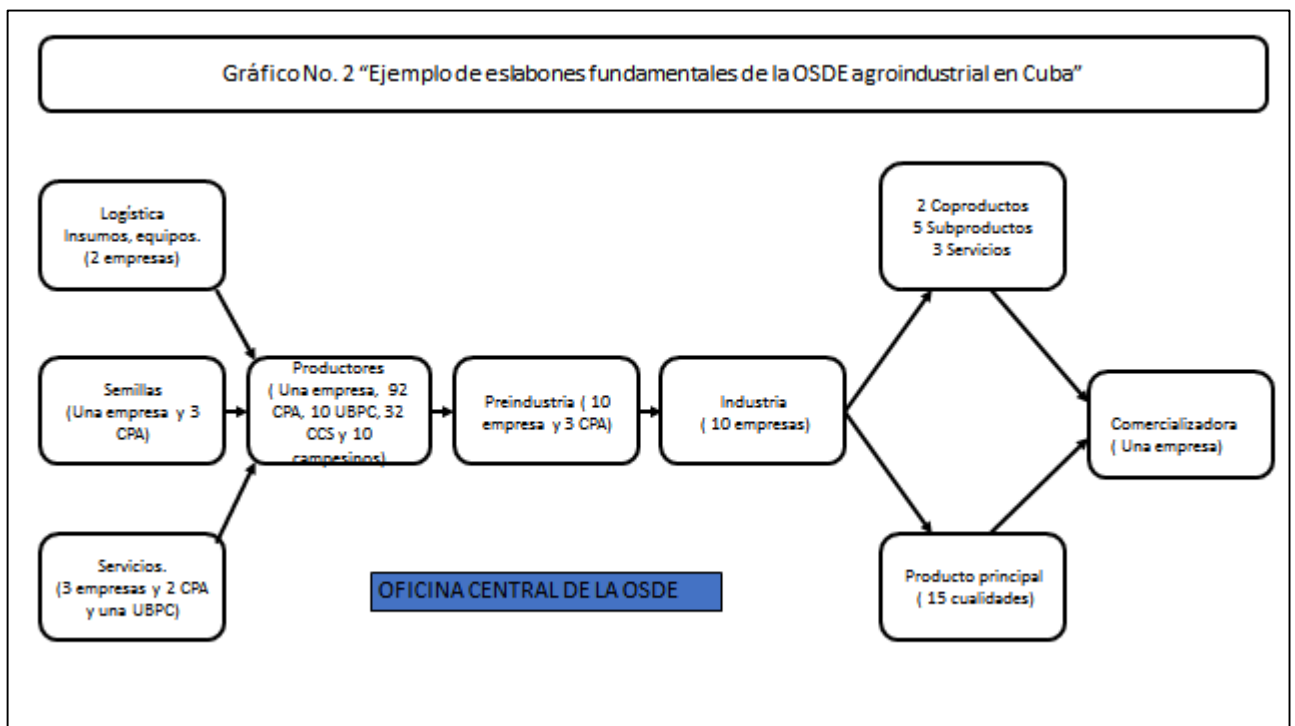 Gráfico No. 2 “Ejemplo de eslabones fundamentales de la OSDE agroindustrial en Cuba”
Logística
Insumos, equipos.
(2 empresas)
Semillas
(Una empresa y 3
CPA)
Servicios.
(3 empresas y 2 CPA
y una UBPC)
Productores
( Una empresa, 92
CPA, 10 UBPC, 32
CCS y 10
campesinos)
Preindustria ( 10
empresa y 3 CPA)
Industria
( 10 empresas)
2 Coproductos
5 Subproductos
3 Servicios
Producto principal
( 15 cualidades)
Comercializadora
( Una empresa)
OFICINA CENTRAL DE LA OSDE